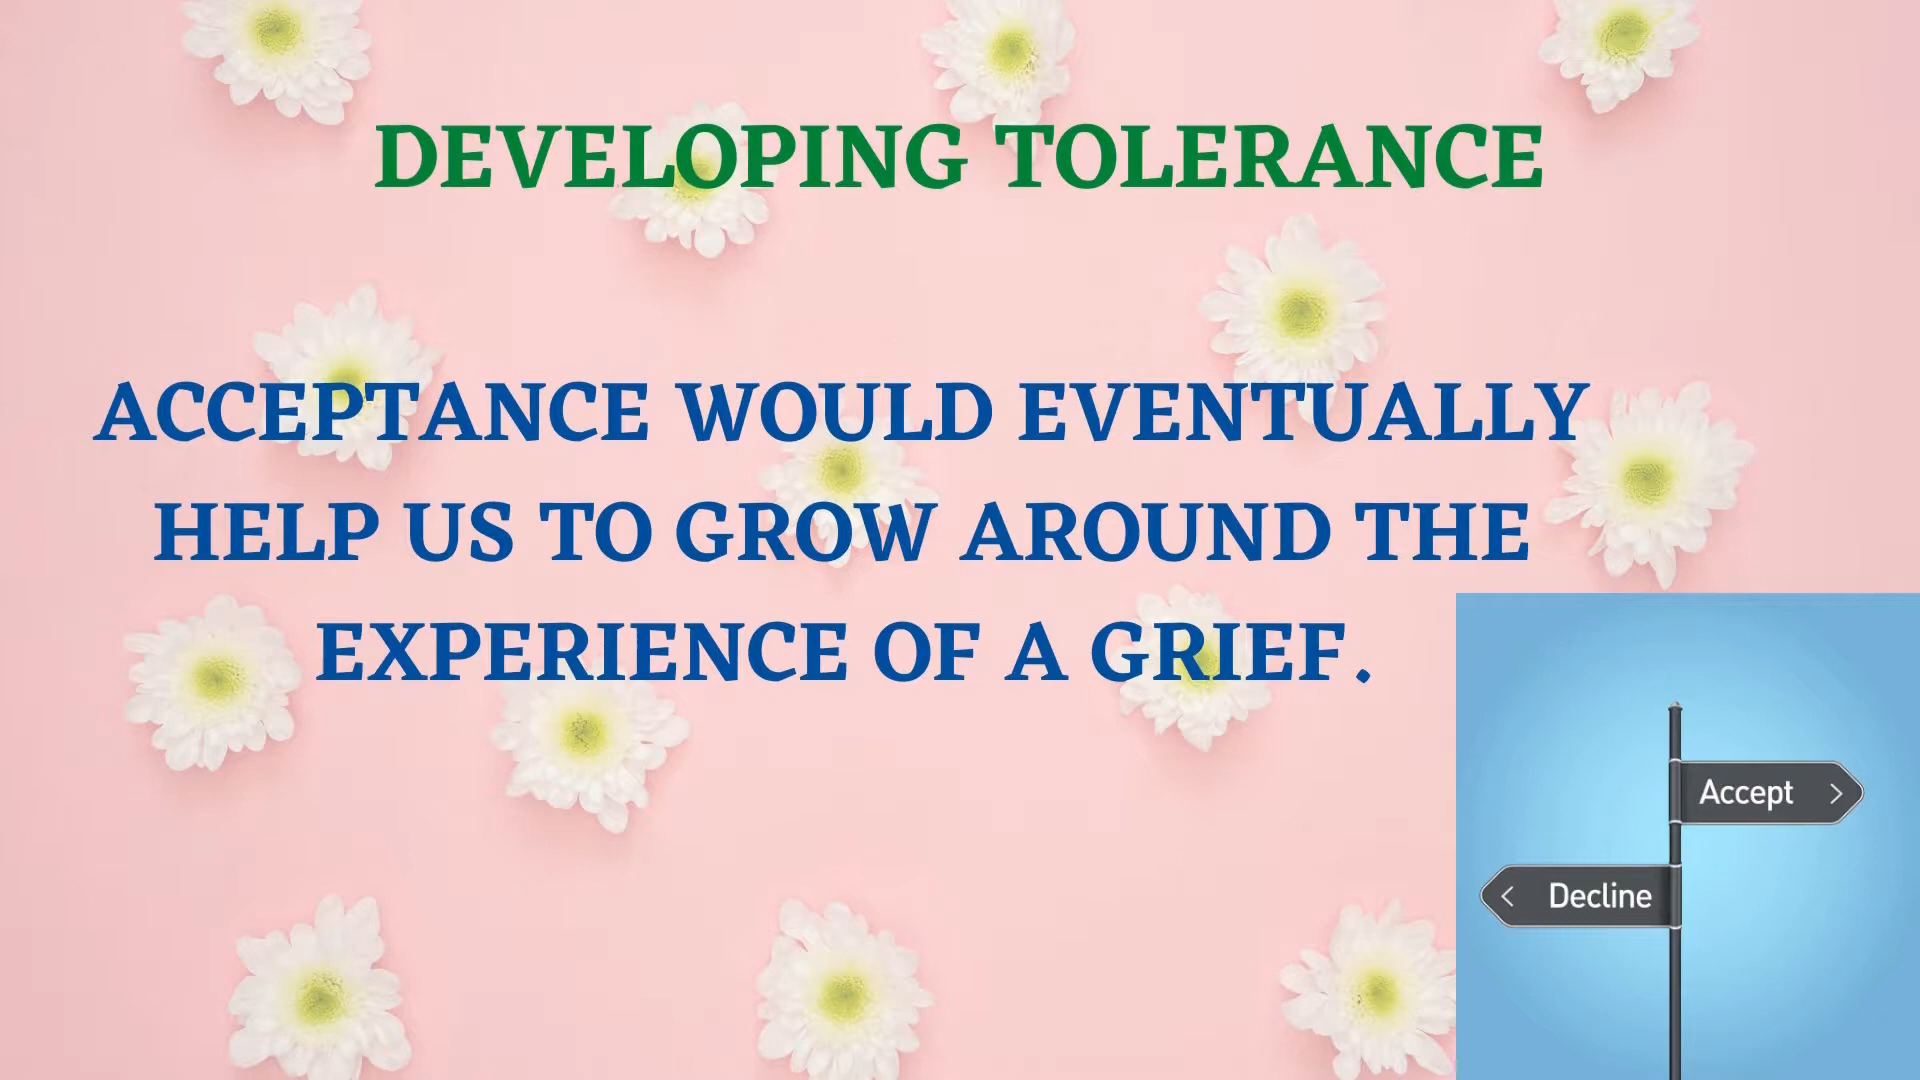 DEVELOPING TOLERANCE
ACCEPTANCE WOULD EVENTUALLY
HELP US TO GROW AROUND THE
EXPERIENCE OF A GRIEF.
Accept
Decline